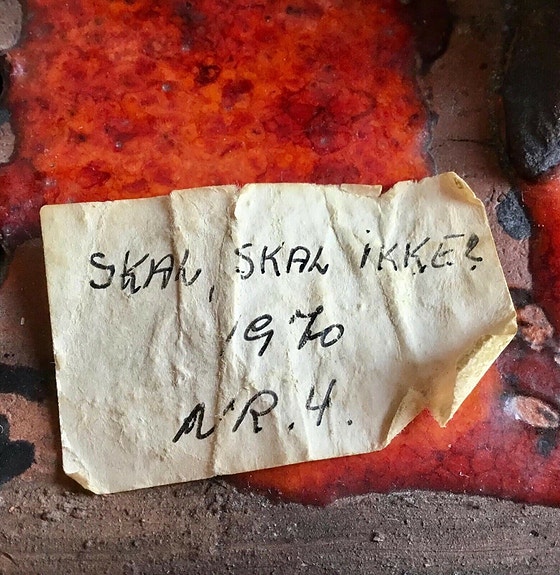 SKAL, SKAL iKKE?
1970
NR. 4.